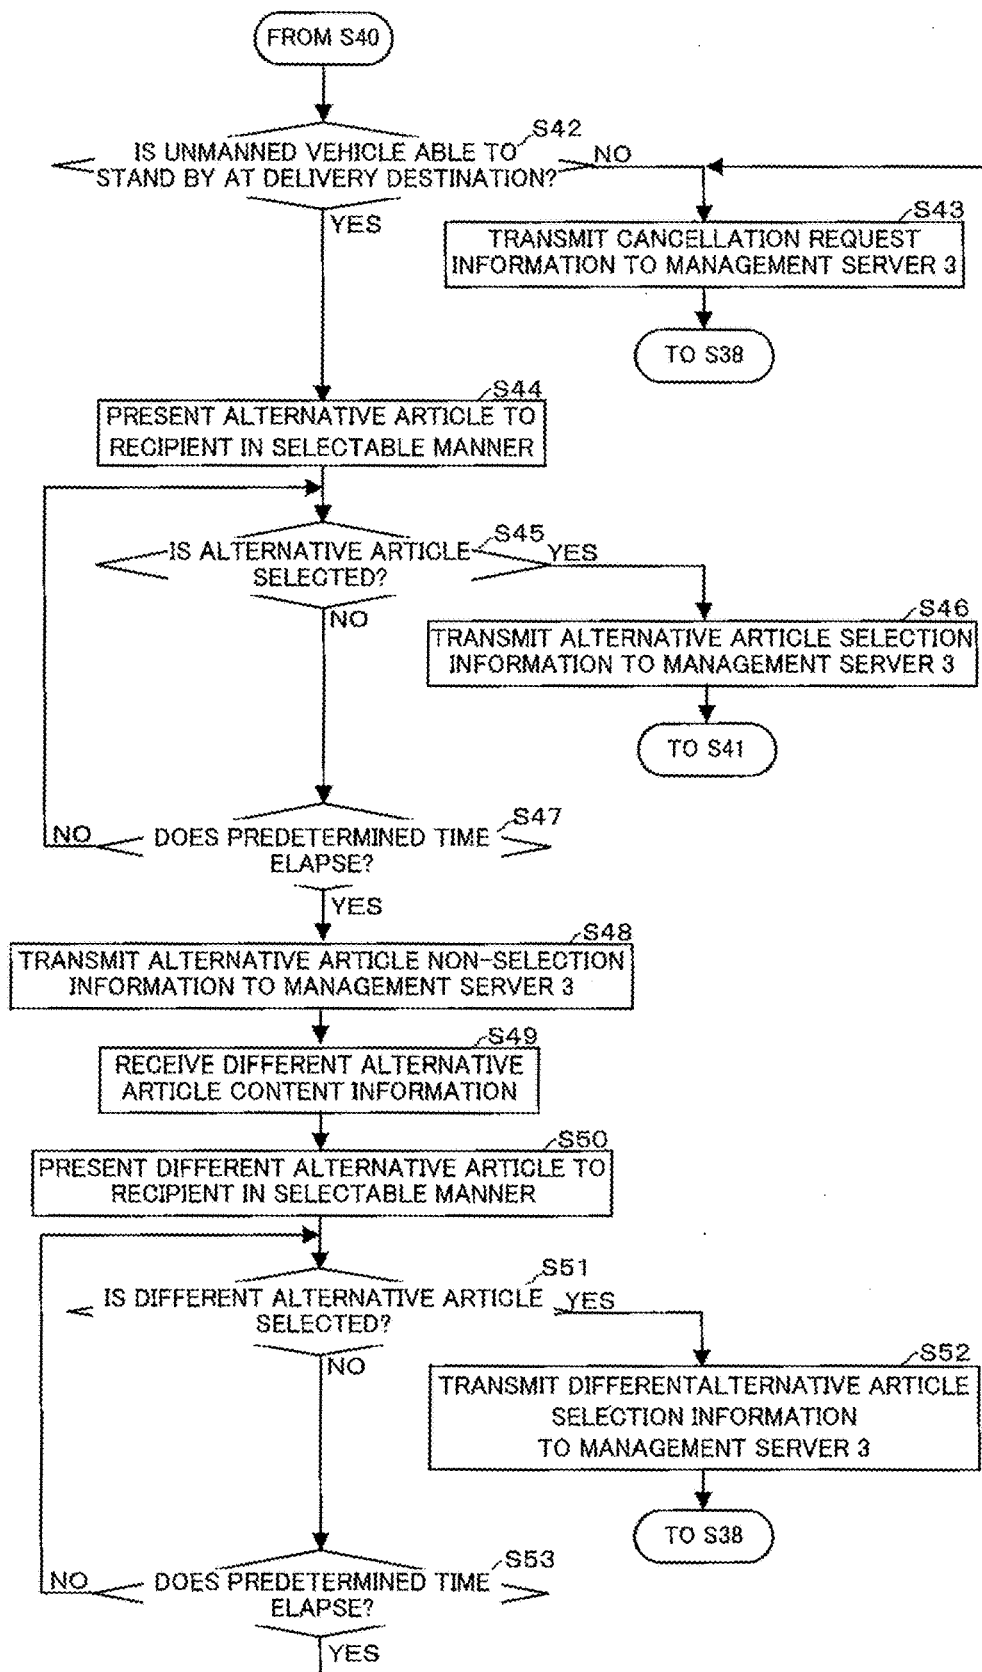 FROM S40
S42
IS UNMANNED VEHICLE ABLE TO
STAND BY AT DELIVERY DESTINATION?
NO
YES
S43
TRANSMIT CANCELLATION REQUEST
INFORMATION TO MANAGEMENT SERVER 3
TO S38
S44
PRESENT ALTERNATIVE ARTICLE TO
RECIPIENT IN SELECTABLE MANNER
S45
IS ALTERNATIVE ARTICLE
SELECTED?
YES
NO
S46
TRANSMIT ALTERNATIVE ARTICLE SELECTION
INFORMATION TO MANAGEMENT SERVER 3
TO S41
S47
DOES PREDETERMINED TIME
ELAPSE?
NO
YES
S48
TRANSMIT ALTERNATIVE ARTICLE NON-SELECTION
INFORMATION TO MANAGEMENT SERVER 3
S49
RECEIVE DIFFERENT ALTERNATIVE
ARTICLE CONTENT INFORMATION
S50
PRESENT DIFFERENT ALTERNATIVE ARTICLE TO
RECIPIENT IN SELECTABLE MANNER
S51
IS DIFFERENT ALTERNATIVE ARTICLE
SELECTED?
YES
NO
S52
TRANSMIT DIFFERENTALTERNATIVE ARTICLE
SELECTION INFORMATION
TO MANAGEMENT SERVER 3
TO S38
S53
DOES PREDETERMINED TIME
ELAPSE?
NO
YES